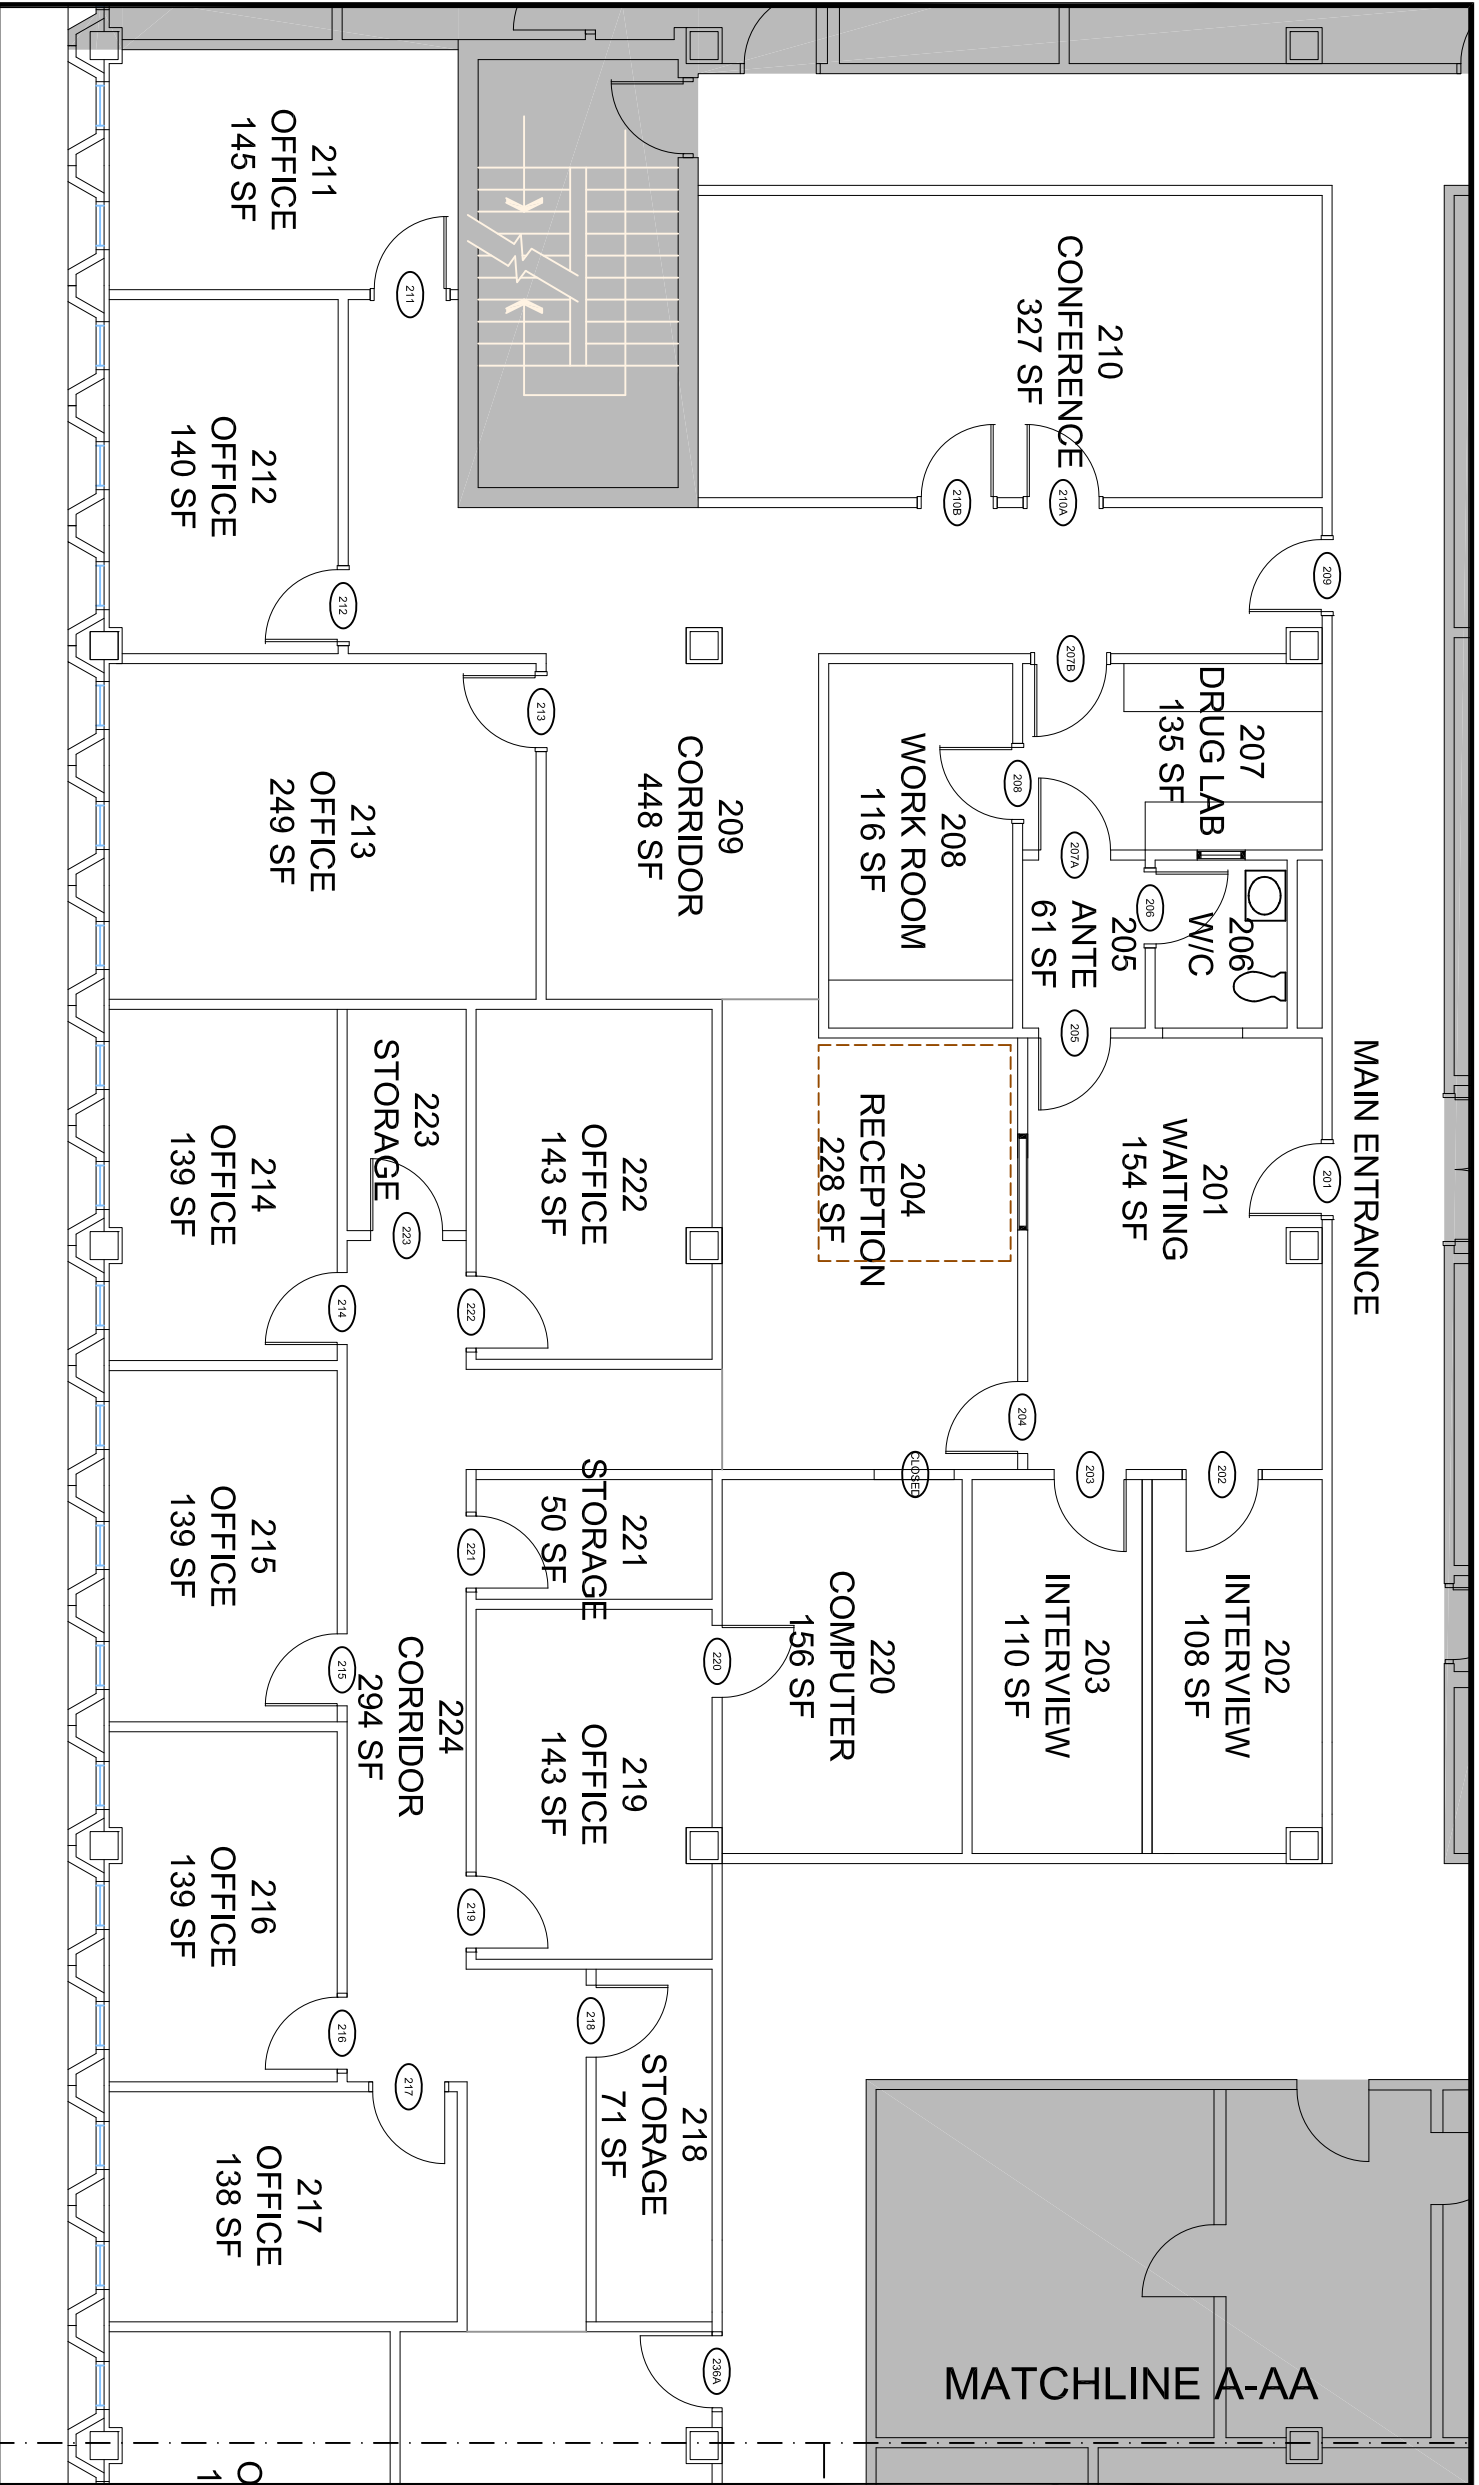 211
OFFICE
145 SF
211
212
OFFICE
140 SF
212
210
CONFERENCE
327 SF
210B
210A
209
213
OFFICE
249 SF
213
209
CORRIDOR
448 SF
207B
207
DRUG LAB
135 SF
208
WORK ROOM
116 SF
208
207A
205
ANTE
61 SF
206
206
W/C
205
MAIN ENTRANCE
201
WAITING
154 SF
201
204
RECEPTION
228 SF
204
222
OFFICE
143 SF
222
223
STORAGE
223
214
OFFICE
139 SF
214
215
OFFICE
139 SF
215
221
STORAGE
50 SF
221
CLOSED
203
202
202
INTERVIEW
108 SF
203
INTERVIEW
110 SF
220
COMPUTER
156 SF
220
219
OFFICE
143 SF
219
224
CORRIDOR
294 SF
216
OFFICE
139 SF
216
217
218
218
STORAGE
71 SF
217
OFFICE
138 SF
236A
MATCHLINE A-AA
O
1